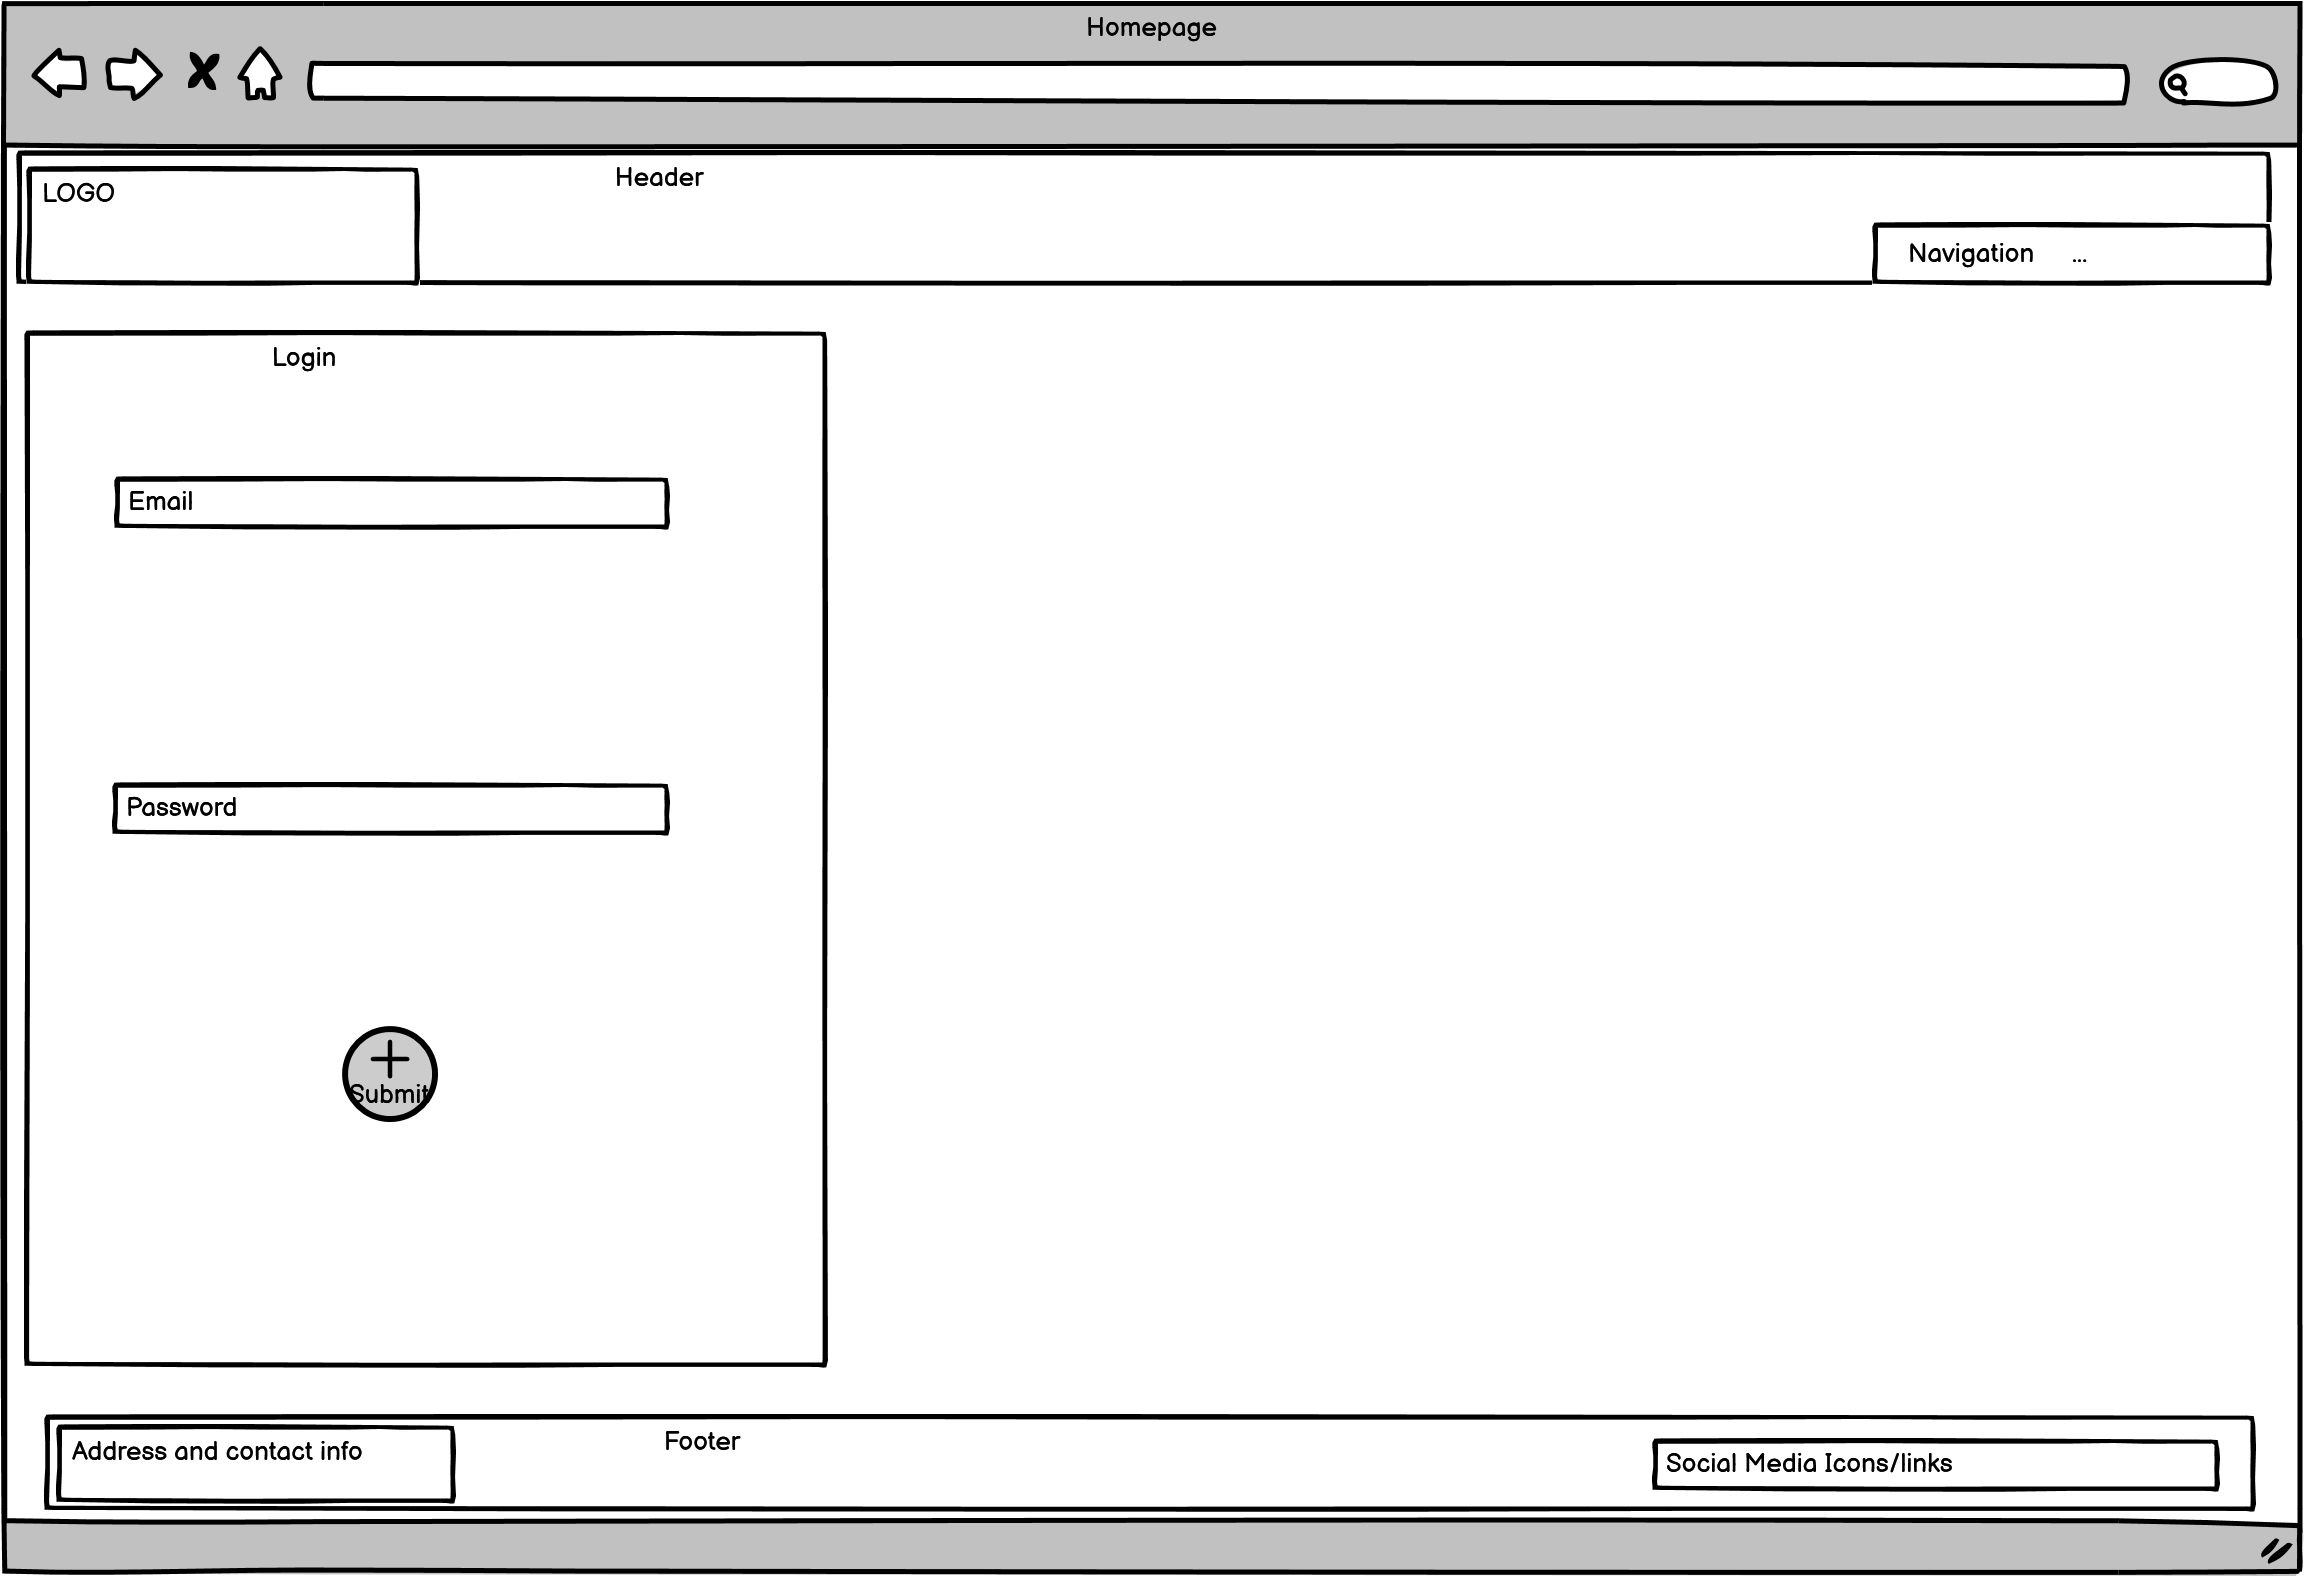 Homepage
Header
LOGO
Navigation ...
Login
Email
Password
Submit
Footer
Address and contact info
Social Media Icons/links